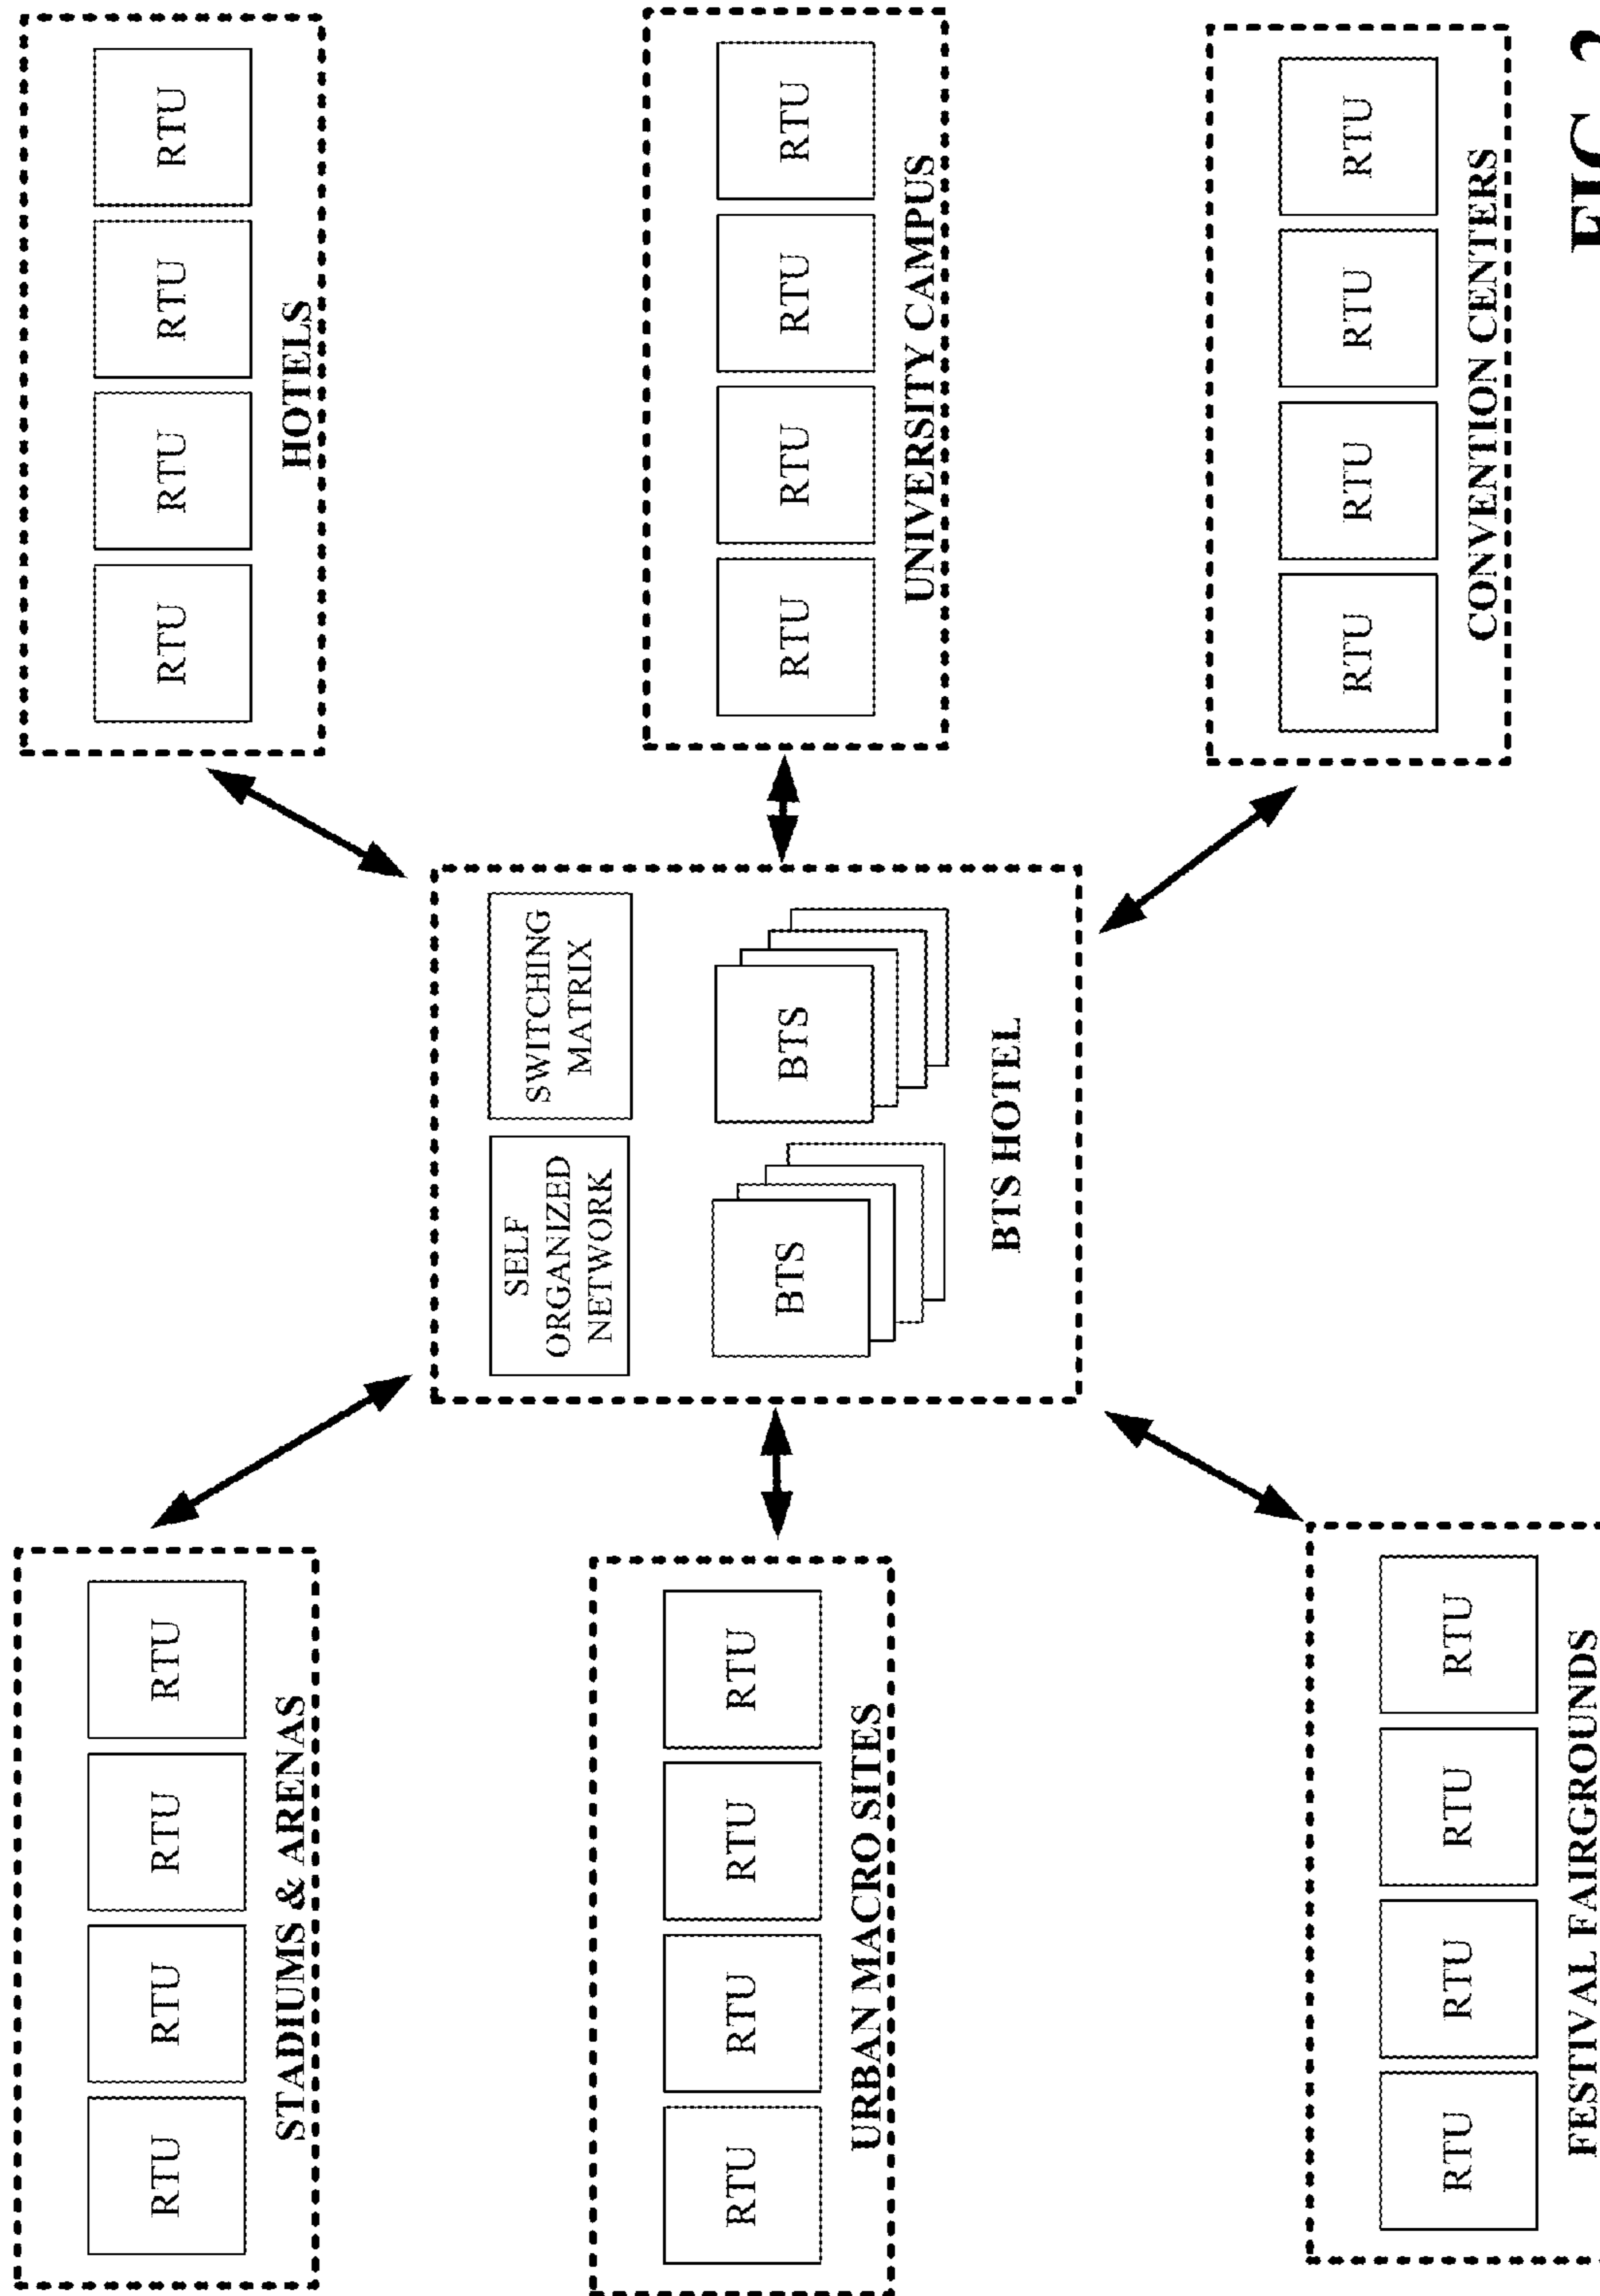 RTU RTU RTU RTU
STADIUMS & ARENAS
RTU RTU RTU RTU
HOTELS
SELF
ORGANIZED
NETWORK
SWITCHING
MATRIX
BTS BTS
BTS HOTEL
RTU RTU RTU RTU
URBAN MACRO SITES
RTU RTU RTU RTU
UNIVERSITY CAMPUS
RTU RTU RTU RTU
FESTIVAL FAIRGROUNDS
RTU RTU RTU RTU
CONVENTION CENTERS
FIG